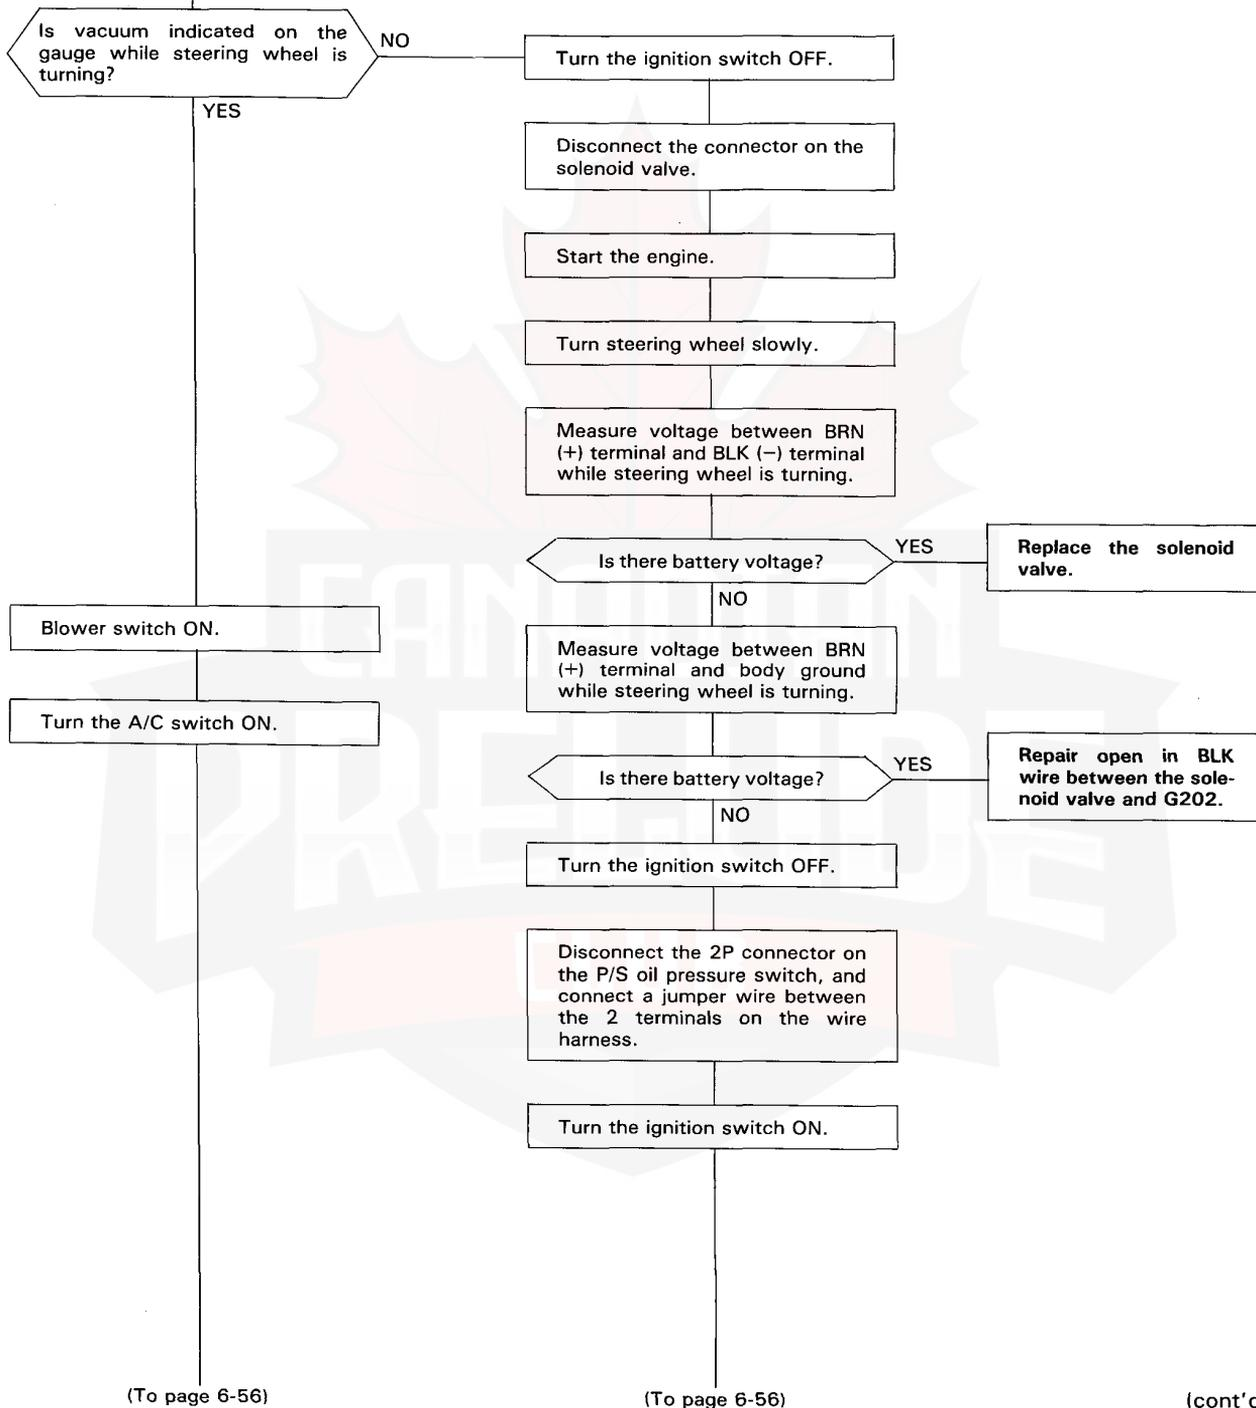 Is vacuum indicated on the
gauge while steering wheel is
turning?
NO
YES
Turn the ignition switch OFF.
Disconnect the connector on the
solenoid valve.
Start the engine.
Turn steering wheel slowly.
Measure voltage between BRN
(+) terminal and BLK (−) terminal
while steering wheel is turning.
Is there battery voltage?
YES
Replace the solenoid
valve.
NO
Blower switch ON.
Measure voltage between BRN
(+) terminal and body ground
while steering wheel is turning.
Turn the A/C switch ON.
Is there battery voltage?
YES
Repair open in BLK
wire between the sole-
noid valve and G202.
NO
Turn the ignition switch OFF.
Disconnect the 2P connector on
the P/S oil pressure switch, and
connect a jumper wire between
the 2 terminals on the wire
harness.
Turn the ignition switch ON.
(To page 6-56)
(To page 6-56)
(cont'd
CANADIAN
PRELUDE
CLUB